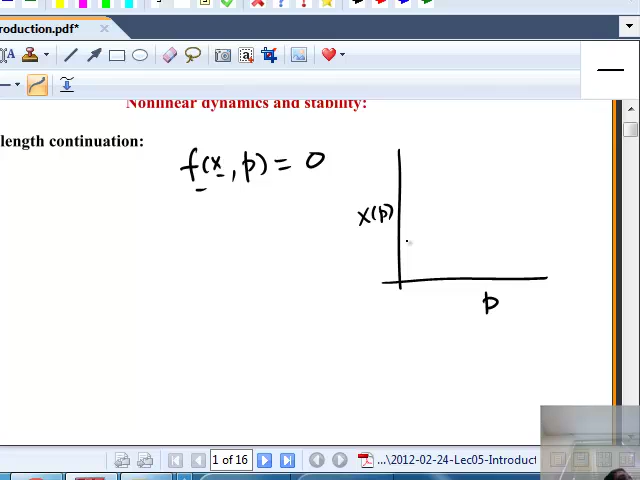 roduction.pdf*
Nonlinear dynamics and stability:
length continuation:
f(x, p) = 0
x(p)
p
1 of 16
...\2012-02-24-Lec05-Introduct